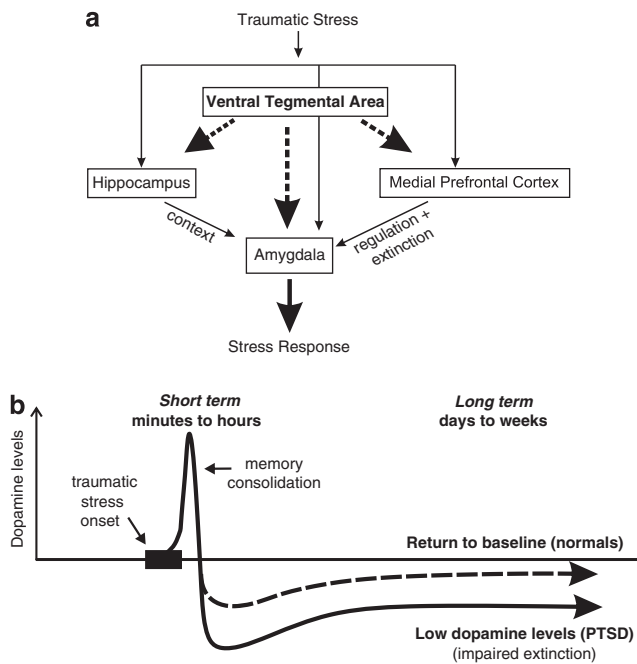 a
Traumatic Stress
Ventral Tegmental Area
Hippocampus
Medial Prefrontal Cortex
context
regulation +
extinction
Amygdala
Stress Response
b
Short term
minutes to hours
Long term
days to weeks
Dopamine levels
traumatic
stress
onset
memory
consolidation
Return to baseline (normals)
Low dopamine levels (PTSD)
(impaired extinction)